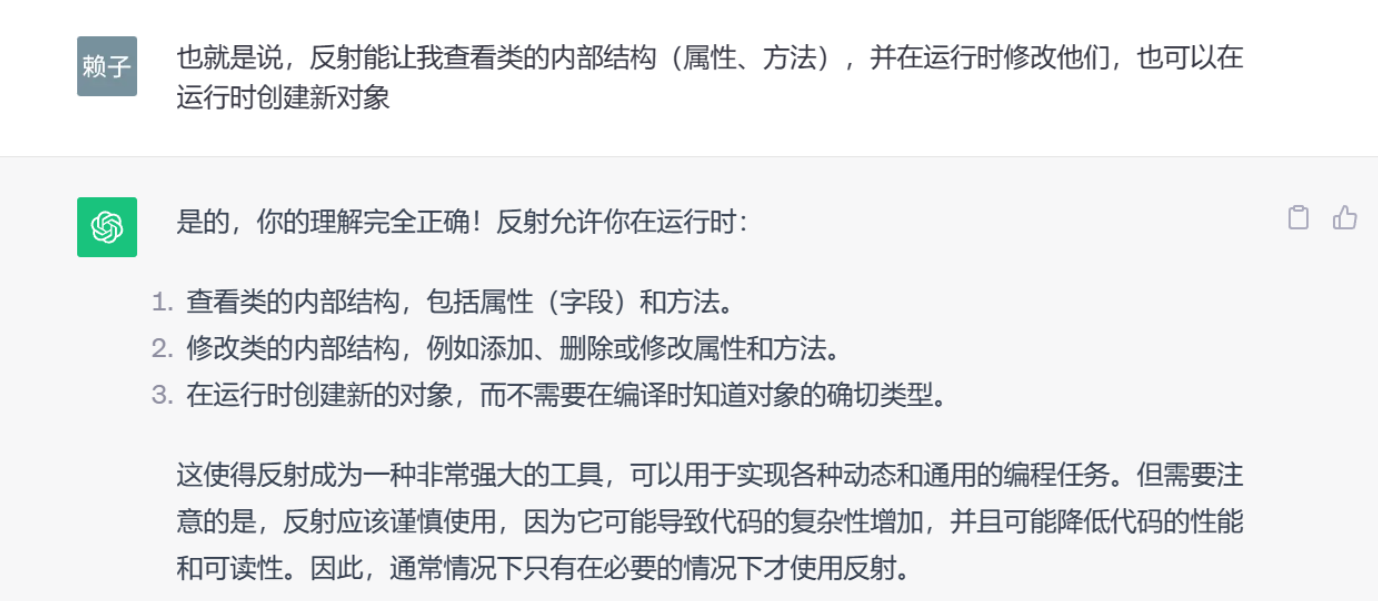 赖子
也就是说，反射能让我查看类的内部结构（属性、方法），并在运行时修改他们，也可以在
运行时创建新对象
是的，你的理解完全正确！反射允许你在运行时：
1. 查看类的内部结构，包括属性（字段）和方法。
2. 修改类的内部结构，例如添加、删除或修改属性和方法。
3. 在运行时创建新的对象，而不需要在编译时知道对象的确切类型。
这使得反射成为一种非常强大的工具，可以用于实现各种动态和通用的编程任务。但需要注
意的是，反射应该谨慎使用，因为它可能导致代码的复杂性增加，并且可能降低代码的性能
和可读性。因此，通常情况下只有在必要的情况下才使用反射。